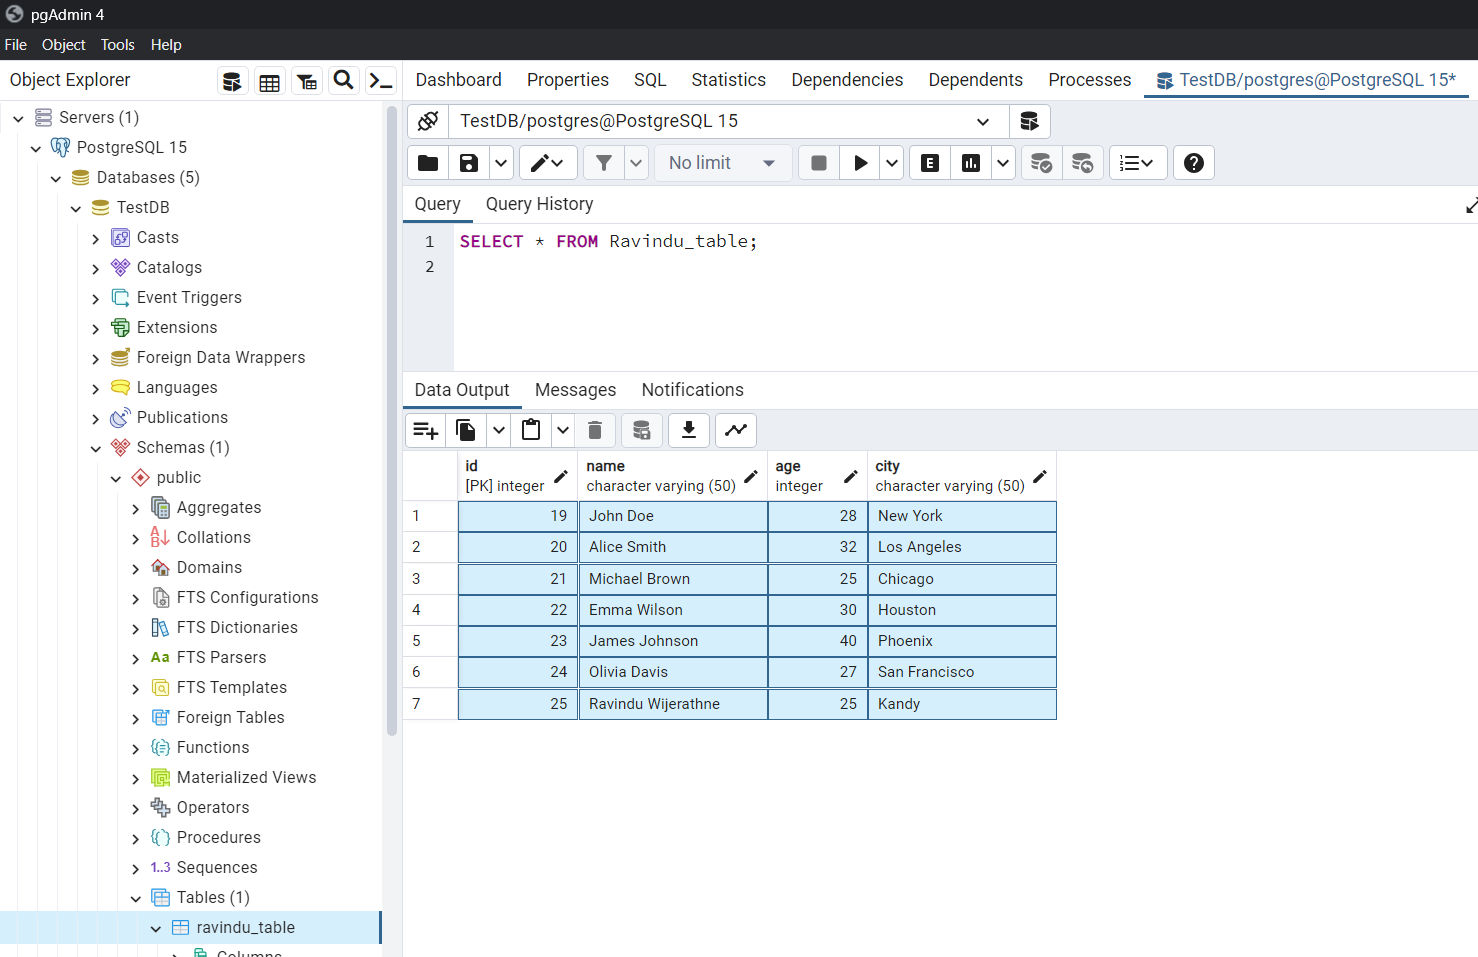 pgAdmin 4
File Object Tools Help
Object Explorer
Dashboard Properties SQL Statistics Dependencies Dependents Processes TestDB/postgres@PostgreSQL 15*
Servers (1)
PostgreSQL 15
Databases (5)
TestDB
Casts
Catalogs
Event Triggers
Extensions
Foreign Data Wrappers
Languages
Publications
Schemas (1)
public
Aggregates
Collations
Domains
FTS Configurations
FTS Dictionaries
Aa FTS Parsers
FTS Templates
Foreign Tables
Functions
Materialized Views
Operators
Procedures
1..3 Sequences
Tables (1)
ravindu_table
Columns
TestDB/postgres@PostgreSQL 15
No limit E
Query Query History
1 SELECT * FROM Ravindu_table;
2
Data Output Messages Notifications
id name age city
[PK] integer character varying (50) integer character varying (50)
1 19 John Doe 28 New York
2 20 Alice Smith 32 Los Angeles
3 21 Michael Brown 25 Chicago
4 22 Emma Wilson 30 Houston
5 23 James Johnson 40 Phoenix
6 24 Olivia Davis 27 San Francisco
7 25 Ravindu Wijerathne 25 Kandy